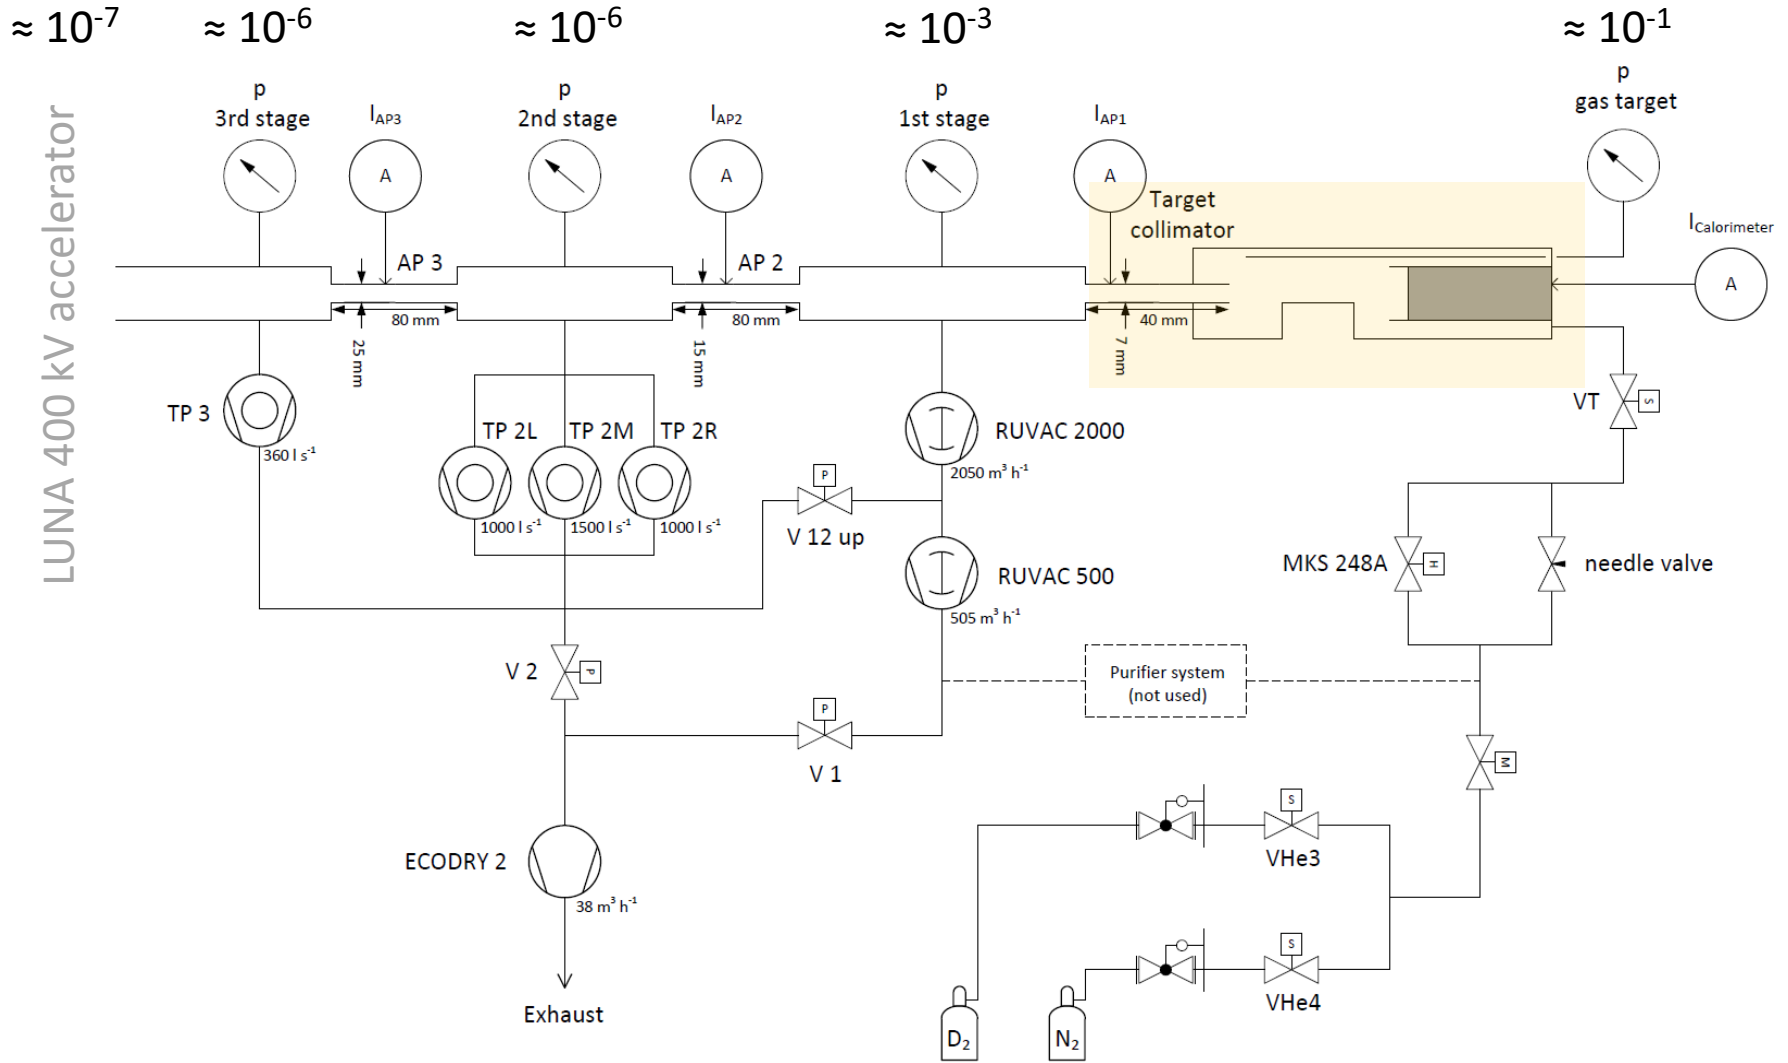 ≈ 10⁻⁷
≈ 10⁻⁶
≈ 10⁻⁶
≈ 10⁻³
≈ 10⁻¹
LUNA 400 kV accelerator
p
3rd stage
I_AP3
p
2nd stage
I_AP2
p
1st stage
I_AP1
p
gas target
A
A
A
Target
collimator
I_Calorimeter
A
AP 3
AP 2
80 mm
80 mm
40 mm
25 mm
15 mm
7 mm
TP 3
360 l s⁻¹
TP 2L
TP 2M
TP 2R
1000 l s⁻¹
1500 l s⁻¹
1000 l s⁻¹
RUVAC 2000
2050 m³ h⁻¹
VT
S
P
V 12 up
RUVAC 500
505 m³ h⁻¹
MKS 248A
H
needle valve
V 2
P
Purifier system
(not used)
P
V 1
M
ECODRY 2
38 m³ h⁻¹
S
VHe3
S
VHe4
Exhaust
D₂
N₂